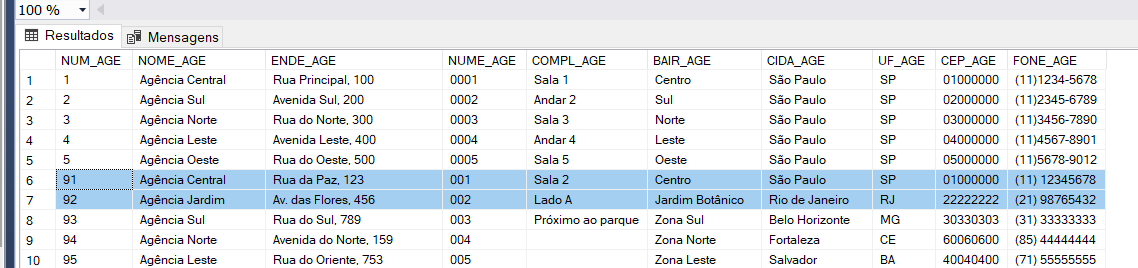 100 %
Resultados Mensagens
NUM_AGE NOME_AGE ENDE_AGE NUME_AGE COMPL_AGE BAIR_AGE CIDA_AGE UF_AGE CEP_AGE FONE_AGE
1 1 Agência Central Rua Principal, 100 0001 Sala 1 Centro São Paulo SP 01000000 (11)1234-5678
2 2 Agência Sul Avenida Sul, 200 0002 Andar 2 Sul São Paulo SP 02000000 (11)2345-6789
3 3 Agência Norte Rua do Norte, 300 0003 Sala 3 Norte São Paulo SP 03000000 (11)3456-7890
4 4 Agência Leste Avenida Leste, 400 0004 Andar 4 Leste São Paulo SP 04000000 (11)4567-8901
5 5 Agência Oeste Rua do Oeste, 500 0005 Sala 5 Oeste São Paulo SP 05000000 (11)5678-9012
6 91 Agência Central Rua da Paz, 123 001 Sala 2 Centro São Paulo SP 01000000 (11) 12345678
7 92 Agência Jardim Av. das Flores, 456 002 Lado A Jardim Botânico Rio de Janeiro RJ 22222222 (21) 98765432
8 93 Agência Sul Rua do Sul, 789 003 Próximo ao parque Zona Sul Belo Horizonte MG 30330303 (31) 33333333
9 94 Agência Norte Avenida do Norte, 159 004 Zona Norte Fortaleza CE 60060600 (85) 44444444
10 95 Agência Leste Rua do Oriente, 753 005 Zona Leste Salvador BA 40040400 (71) 55555555